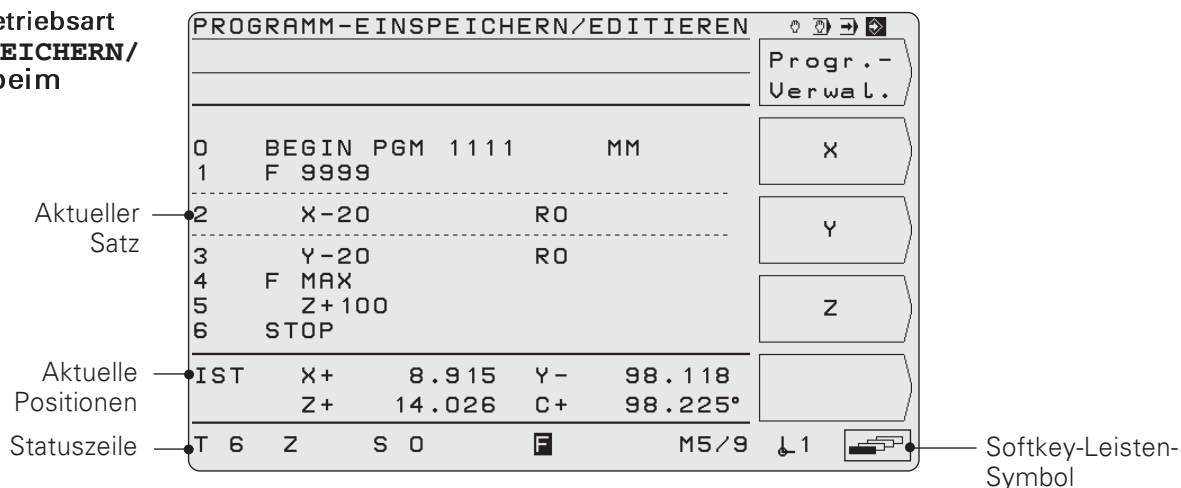 etriebsart
EICHERN/
beim
PROGRAMM-EINSPEICHERN/EDITIEREN
Progr.-
Verwal.
0 BEGIN PGM 1111 MM
1 F 9999
X
Aktueller
Satz
2 X-20 R0
Y
3 Y-20 R0
4 F MAX
5 Z+100
6 STOP
Z
Aktuelle
Positionen
IST X+ 8.915 Y- 98.118
Z+ 14.026 C+ 98.225°
Statuszeile
T 6 Z S 0 F M5/9 1
Softkey-Leisten-
Symbol